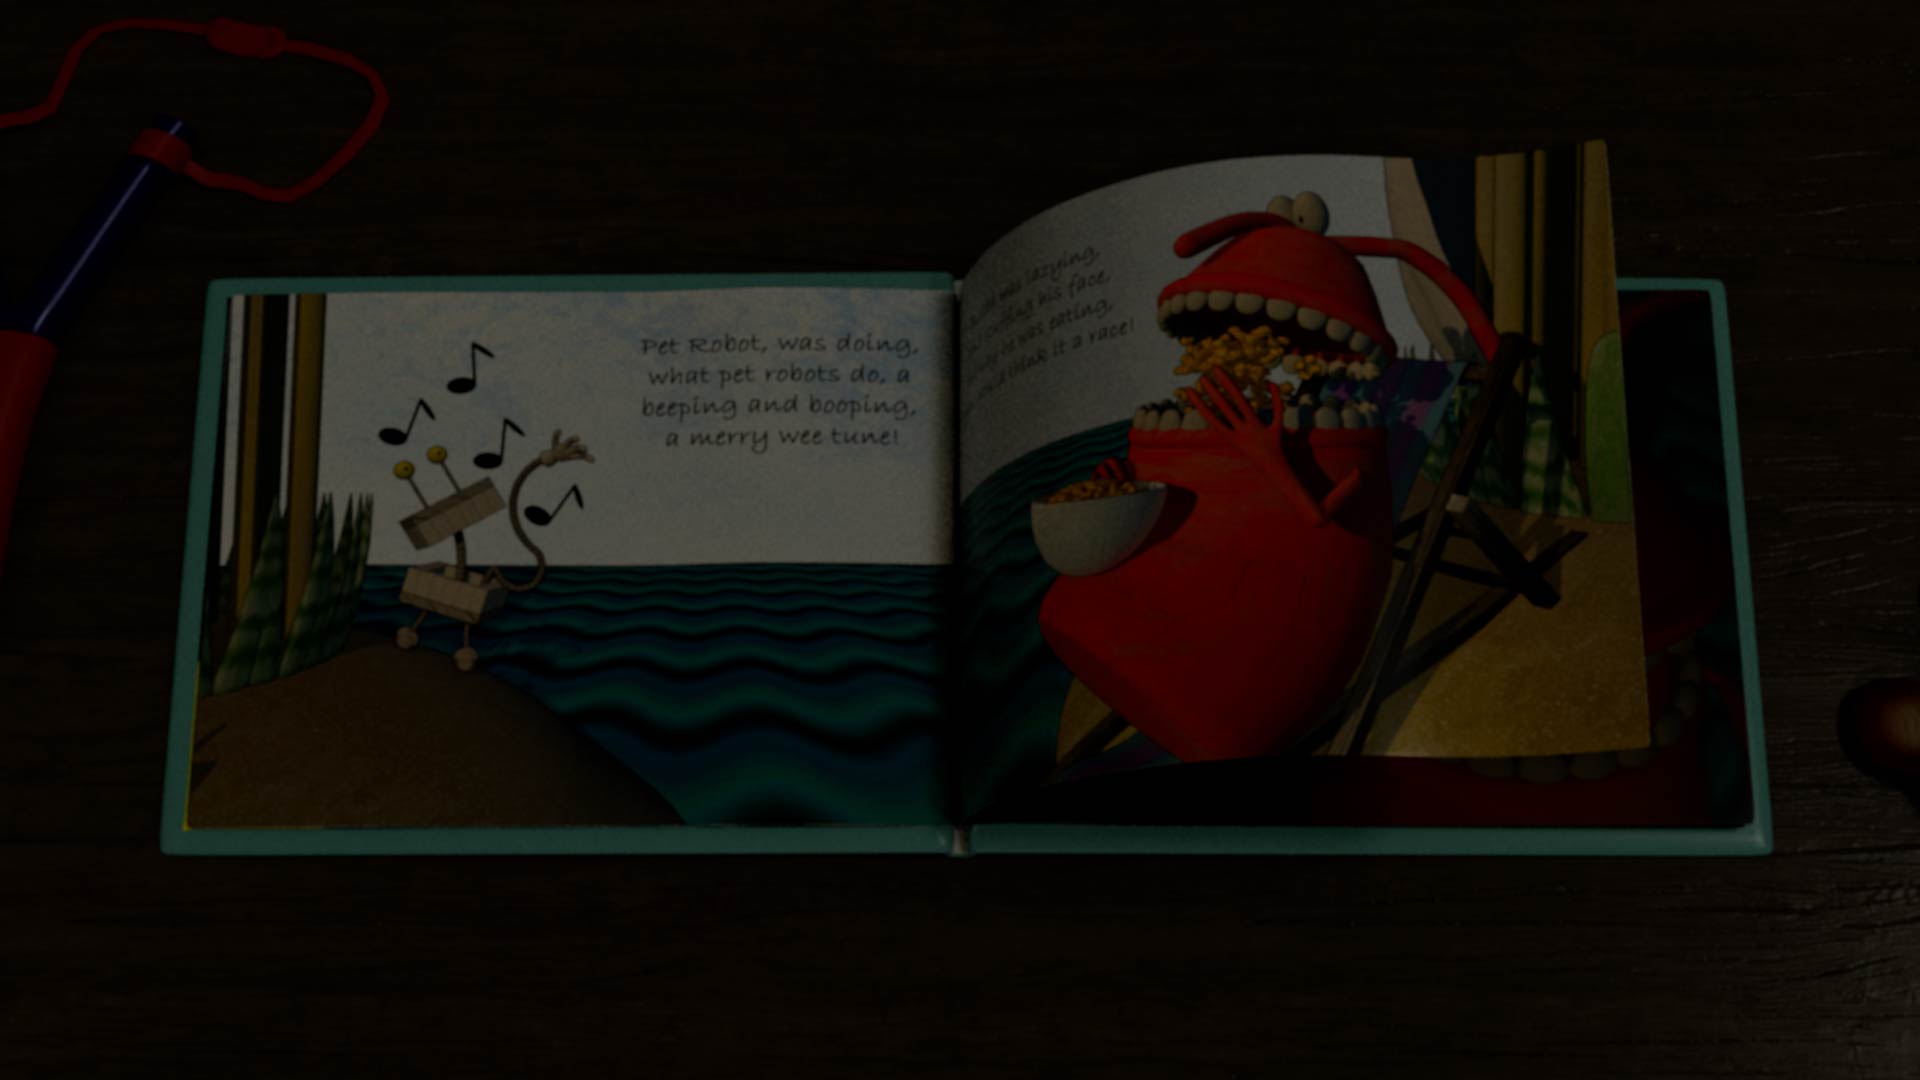 Pet Robot, was doing,
what pet robots do, a
beeping and booping,
a merry wee tune!
was lazying,
his face,
he was eating,
think it a race!